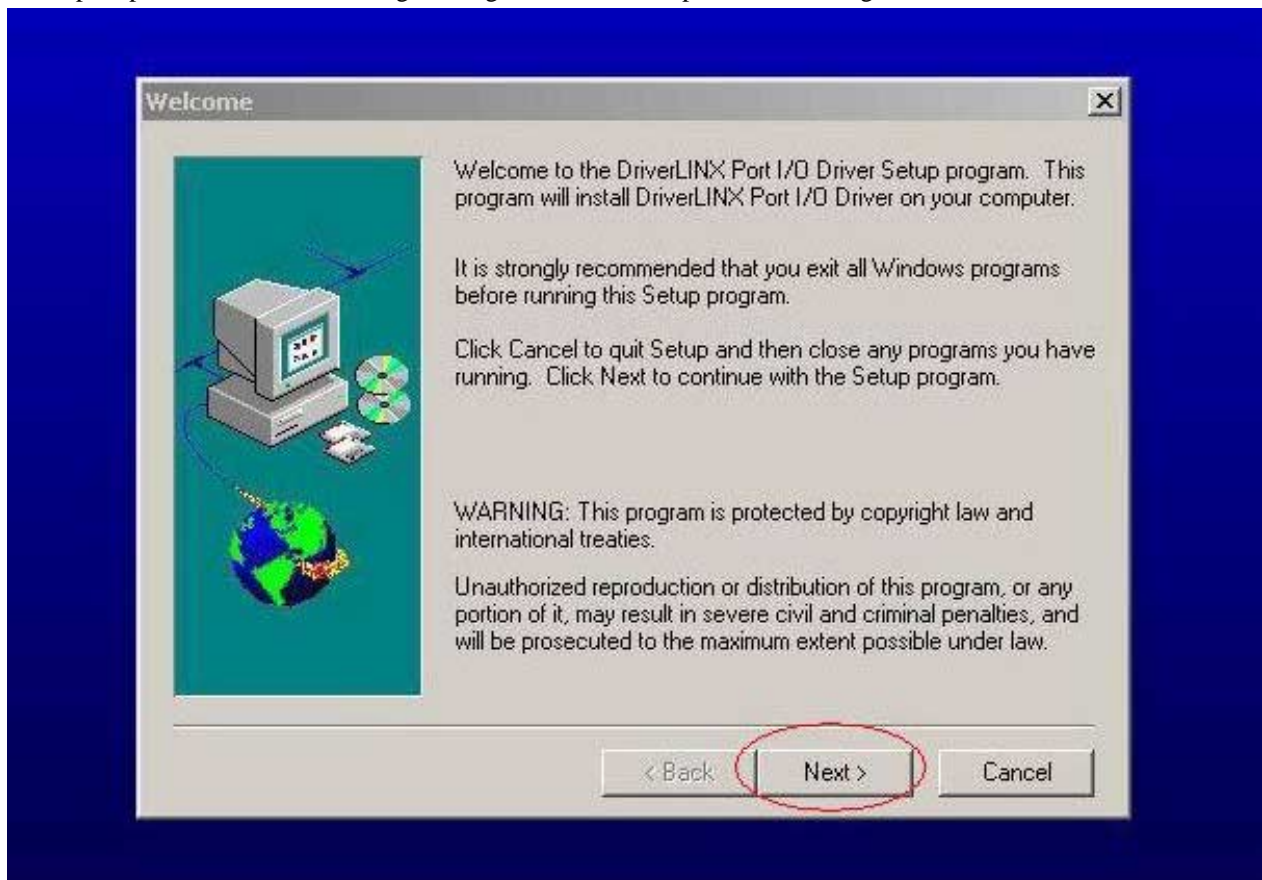 Welcome
Welcome to the DriverLINX Port I/O Driver Setup program. This
program will install DriverLINX Port I/O Driver on your computer.
It is strongly recommended that you exit all Windows programs
before running this Setup program.
Click Cancel to quit Setup and then close any programs you have
running. Click Next to continue with the Setup program.
WARNING: This program is protected by copyright law and
international treaties.
Unauthorized reproduction or distribution of this program, or any
portion of it, may result in severe civil and criminal penalties, and
will be prosecuted to the maximum extent possible under law.
< Back Next > Cancel